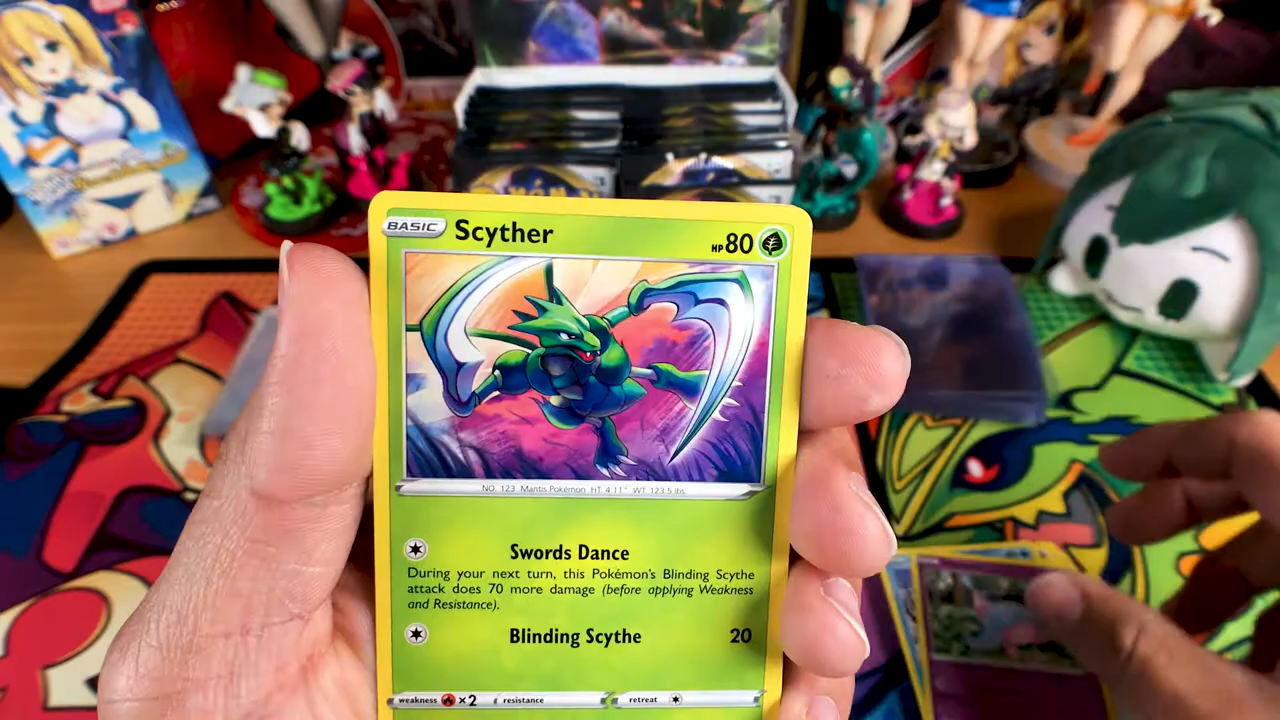 BASIC Scyther HP 80
NO. 123 Mantis Pokémon HT: 4'11" WT: 123.5 lbs.
Swords Dance
During your next turn, this Pokémon's Blinding Scythe
attack does 70 more damage (before applying Weakness
and Resistance).
Blinding Scythe 20
weakness ×2 resistance retreat